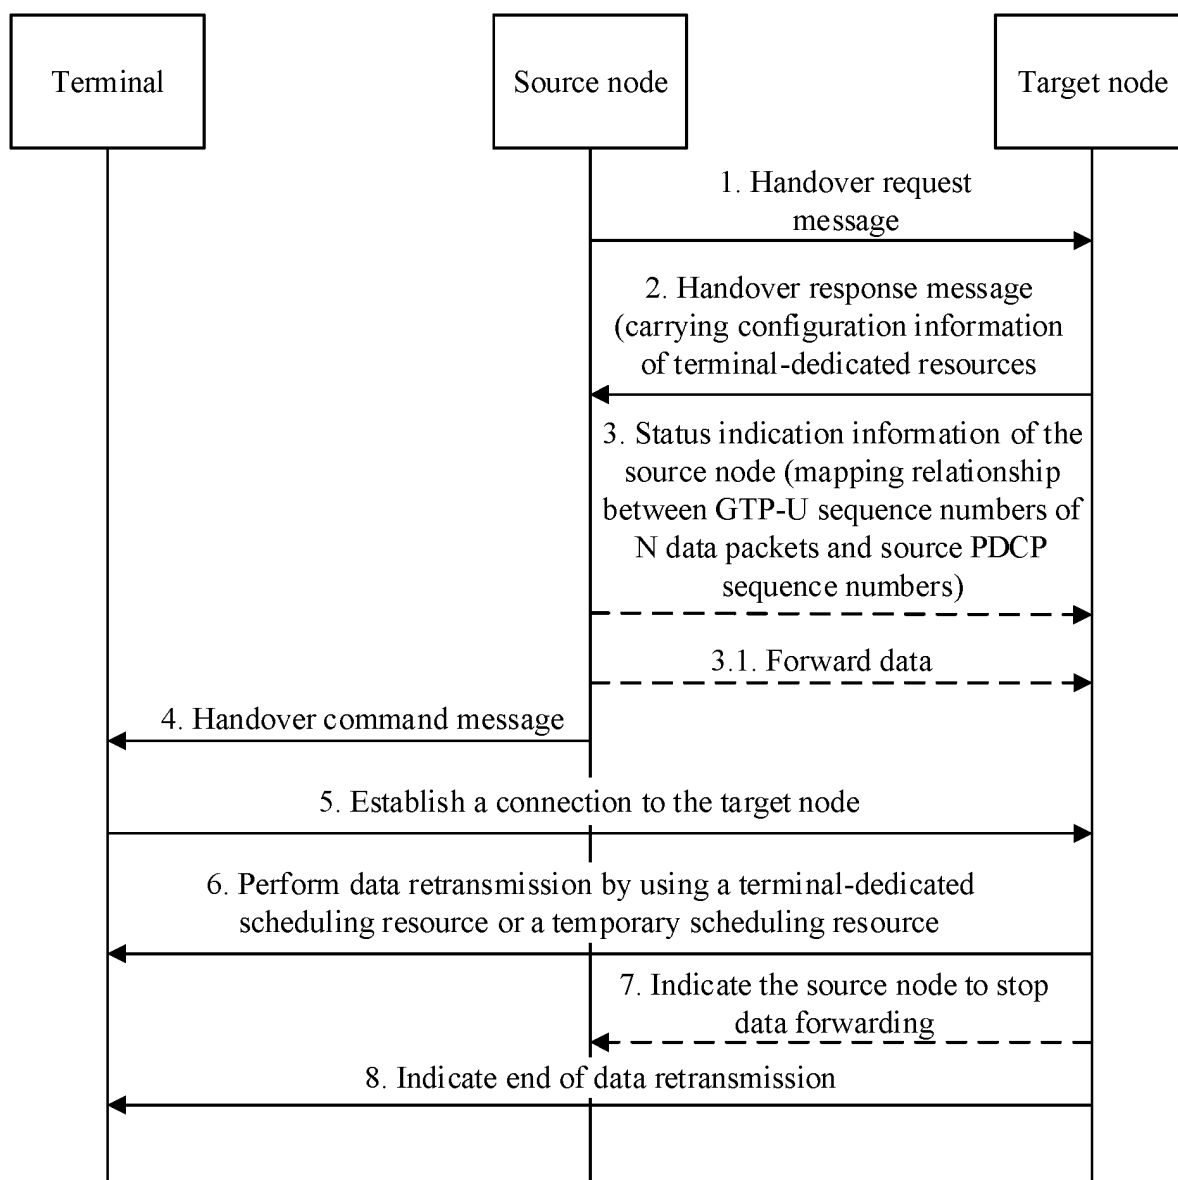 Terminal
Source node
Target node
1. Handover request
message
2. Handover response message
(carrying configuration information
of terminal-dedicated resources
3. Status indication information of the
source node (mapping relationship
between GTP-U sequence numbers of
N data packets and source PDCP
sequence numbers)
3.1. Forward data
4. Handover command message
5. Establish a connection to the target node
6. Perform data retransmission by using a terminal-dedicated
scheduling resource or a temporary scheduling resource
7. Indicate the source node to stop
data forwarding
8. Indicate end of data retransmission